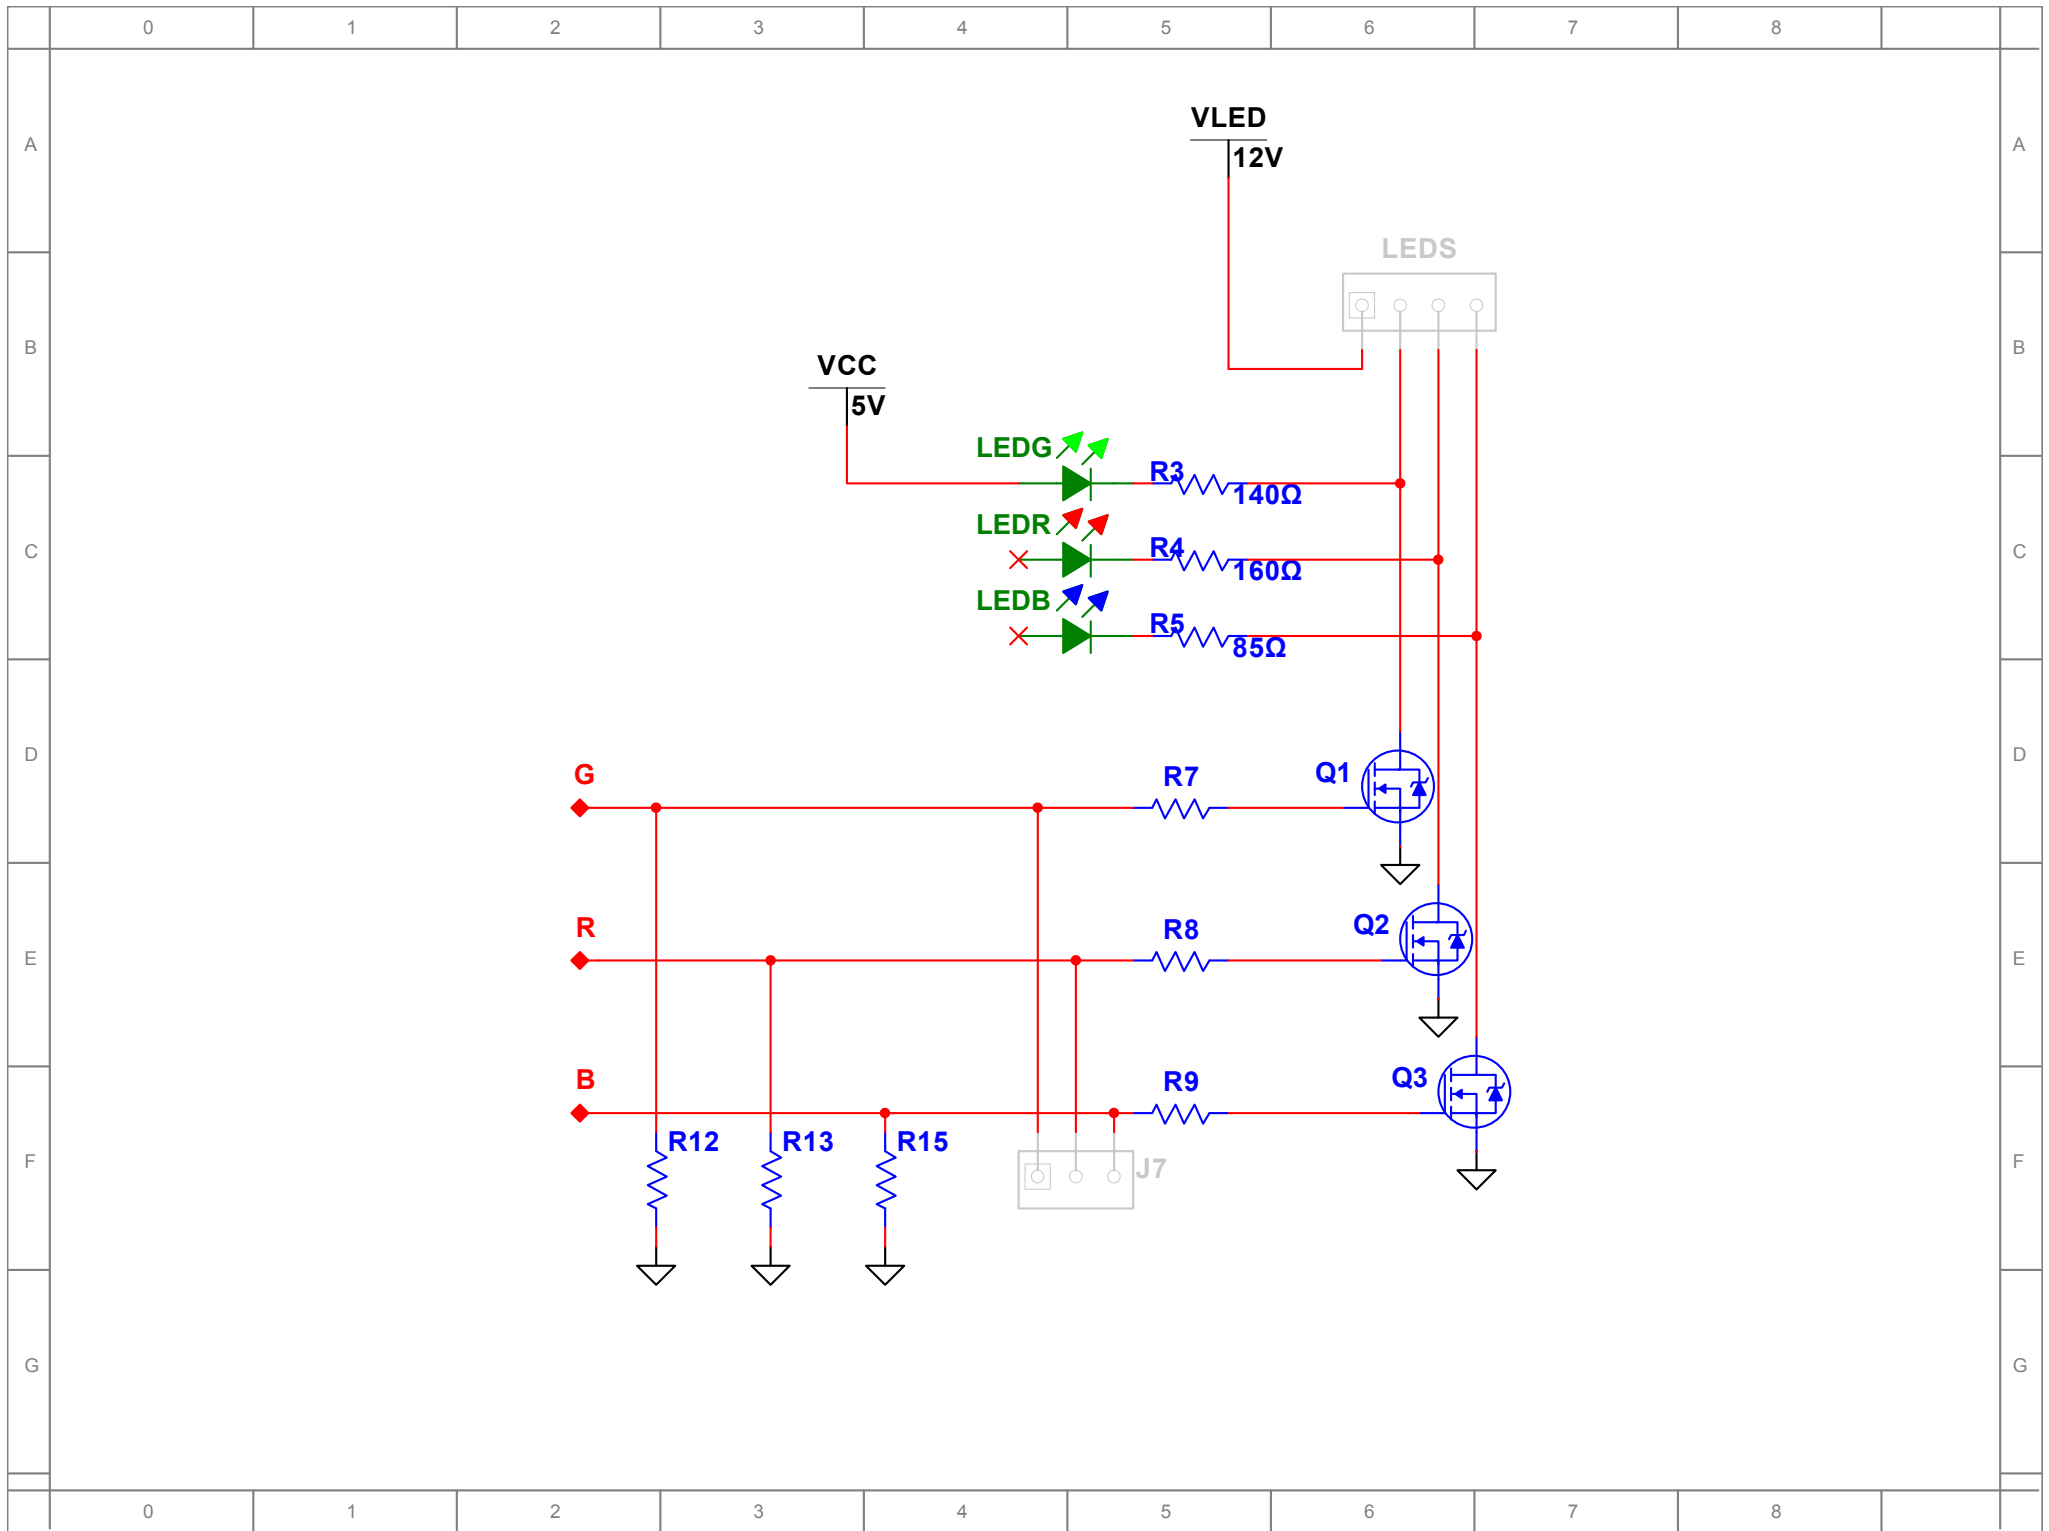 0 1 2 3 4 5 6 7 8
A A
VLED
12V
LEDS
B B
VCC
5V
LEDG R3 140Ω
LEDR R4 160Ω
C C
LEDB R5 85Ω
D D
G R7 Q1
R R8 Q2
E E
B R9 Q3
R12 R13 R15 J7
F F
G G
0 1 2 3 4 5 6 7 8